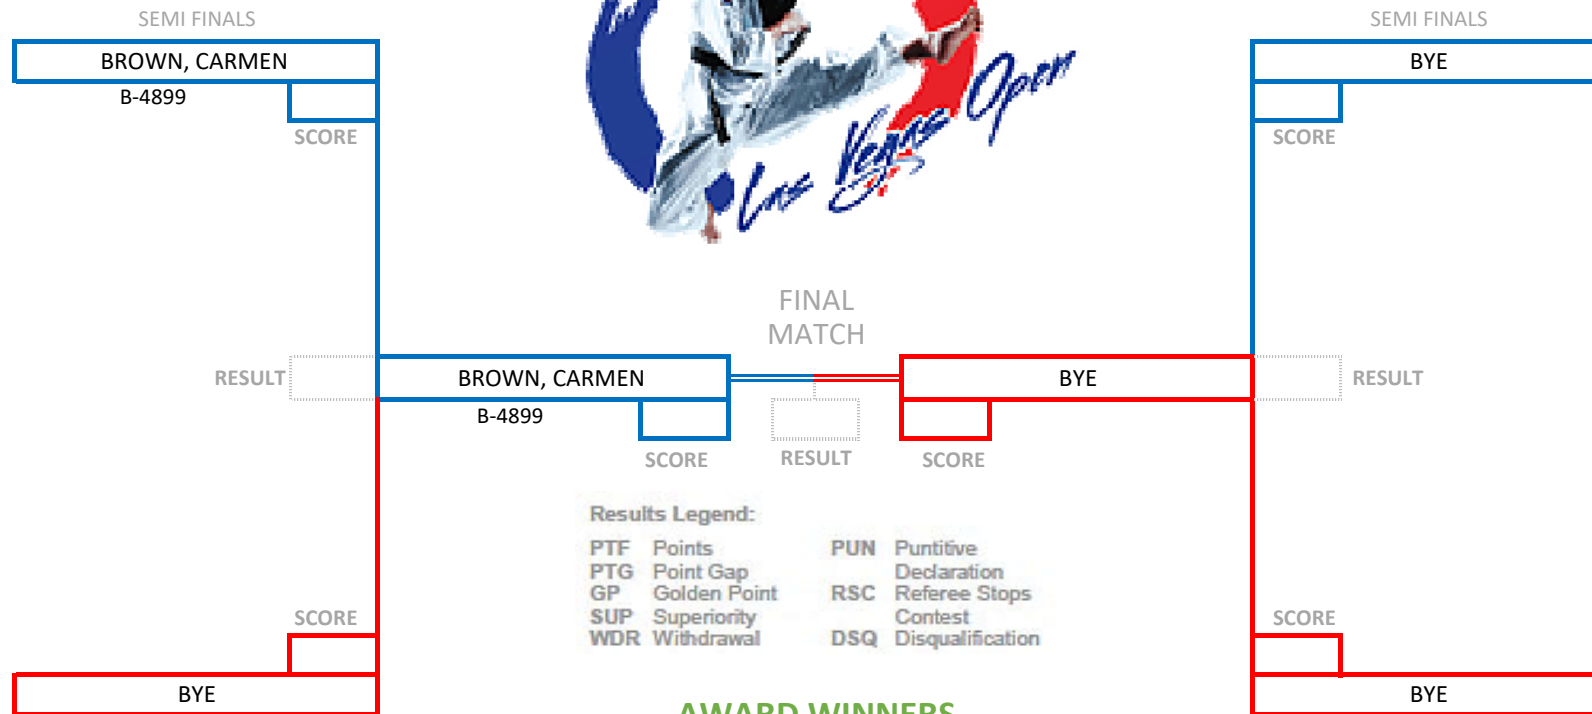 SEMI FINALS
SEMI FINALS
BROWN, CARMEN
BYE
B-4899
SCORE
SCORE
Las Vegas Open
FINAL
MATCH
RESULT
BROWN, CARMEN
BYE
RESULT
B-4899
SCORE
RESULT
SCORE
Results Legend:
PTF Points
PTG Point Gap
GP Golden Point
SUP Superiority
WDR Withdrawal
PUN Puntitive
Declaration
RSC Referee Stops
Contest
DSQ Disqualification
SCORE
SCORE
BYE
BYE
AWARD WINNERS